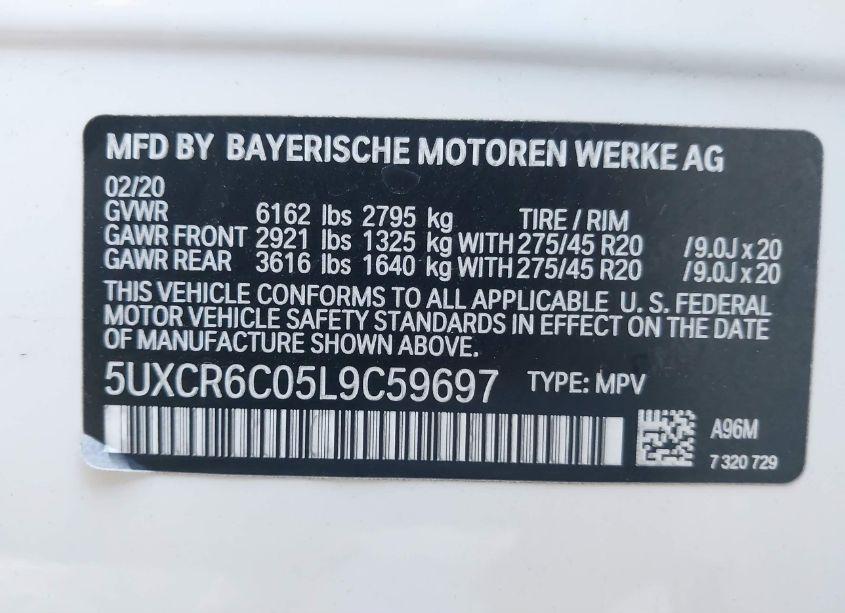 MFD BY BAYERISCHE MOTOREN WERKE AG
02/20
GVWR 6162 lbs 2795 kg TIRE / RIM
GAWR FRONT 2921 lbs 1325 kg WITH 275/45 R20 /9.0J x 20
GAWR REAR 3616 lbs 1640 kg WITH 275/45 R20 /9.0J x 20
THIS VEHICLE CONFORMS TO ALL APPLICABLE U. S. FEDERAL
MOTOR VEHICLE SAFETY STANDARDS IN EFFECT ON THE DATE
OF MANUFACTURE SHOWN ABOVE.
5UXCR6C05L9C59697 TYPE: MPV
A96M
7 320 729